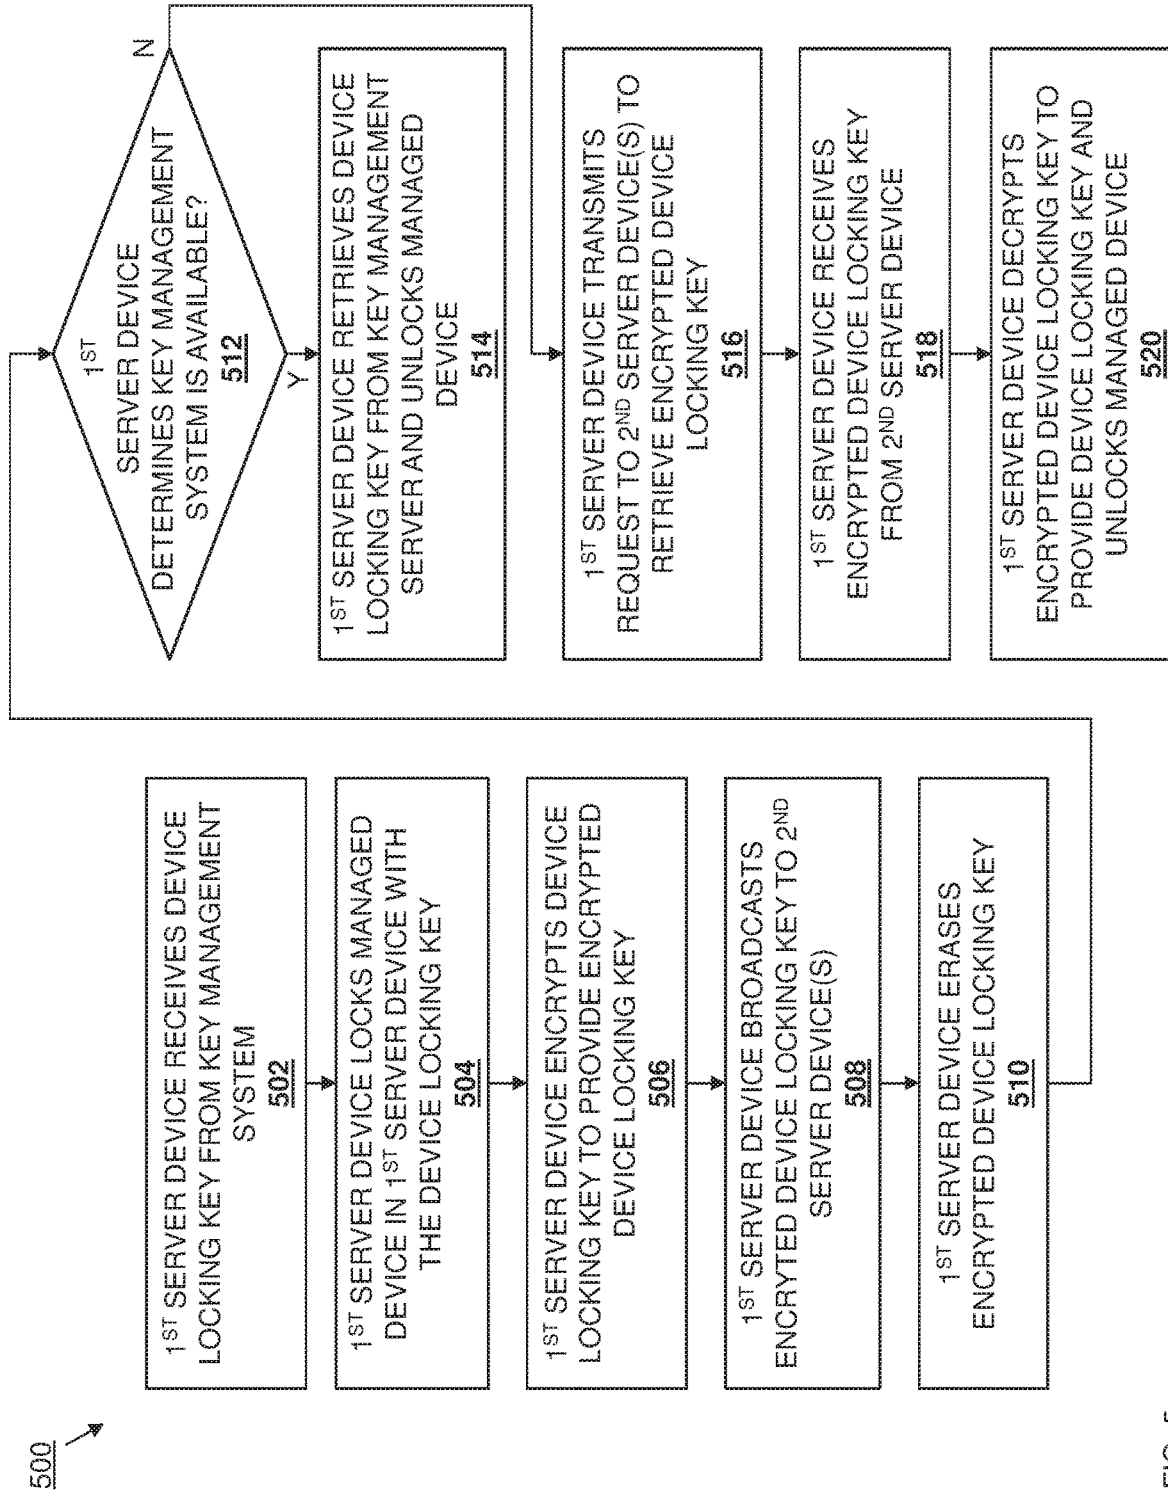 500
1ST SERVER DEVICE RECEIVES DEVICE
LOCKING KEY FROM KEY MANAGEMENT
SYSTEM
502
1ST SERVER DEVICE LOCKS MANAGED
DEVICE IN 1ST SERVER DEVICE WITH
THE DEVICE LOCKING KEY
504
1ST SERVER DEVICE ENCRYPTS DEVICE
LOCKING KEY TO PROVIDE ENCRYPTED
DEVICE LOCKING KEY
506
1ST SERVER DEVICE BROADCASTS
ENCRYTED DEVICE LOCKING KEY TO 2ND
SERVER DEVICE(S)
508
1ST SERVER DEVICE ERASES
ENCRYPTED DEVICE LOCKING KEY
510
1ST
SERVER DEVICE
DETERMINES KEY MANAGEMENT
SYSTEM IS AVAILABLE?
512
N
Y
1ST SERVER DEVICE RETRIEVES DEVICE
LOCKING KEY FROM KEY MANAGEMENT
SERVER AND UNLOCKS MANAGED
DEVICE
514
1ST SERVER DEVICE TRANSMITS
REQUEST TO 2ND SERVER DEVICE(S) TO
RETRIEVE ENCRYPTED DEVICE
LOCKING KEY
516
1ST SERVER DEVICE RECEIVES
ENCRYPTED DEVICE LOCKING KEY
FROM 2ND SERVER DEVICE
518
1ST SERVER DEVICE DECRYPTS
ENCRYPTED DEVICE LOCKING KEY TO
PROVIDE DEVICE LOCKING KEY AND
UNLOCKS MANAGED DEVICE
520
FIG. 5